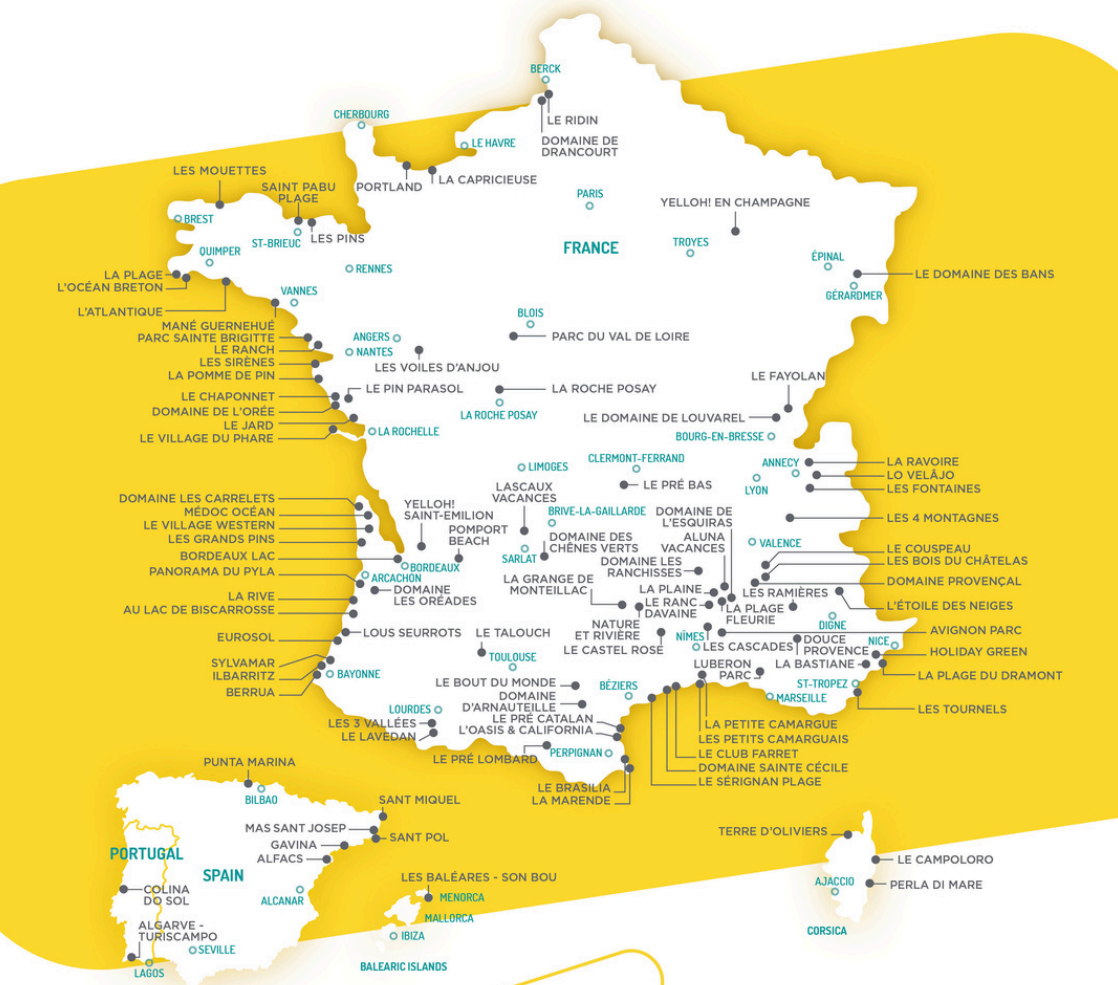 BERCK
LE RIDIN
CHERBOURG
LE HAVRE
DOMAINE DE
DRANCOURT
LES MOUETTES
SAINT PABU
PLAGE
PORTLAND
LA CAPRICIEUSE
PARIS
YELLOH! EN CHAMPAGNE
BREST
ST-BRIEUC
LES PINS
FRANCE
TROYES
QUIMPER
ÉPINAL
RENNES
LA PLAGE
L'OCÉAN BRETON
LE DOMAINE DES BANS
GÉRARDMER
VANNES
L'ATLANTIQUE
BLOIS
MANÉ GUERNEHUÉ
PARC SAINTE BRIGITTE
ANGERS
PARC DU VAL DE LOIRE
LE RANCH
NANTES
LES SIRÈNES
LES VOILES D'ANJOU
LA POMME DE PIN
LE FAYOLAN
LE PIN PARASOL
LA ROCHE POSAY
LE CHAPONNET
DOMAINE DE L'ORÉE
LA ROCHE POSAY
LE DOMAINE DE LOUVAREL
LE JARD
LE VILLAGE DU PHARE
LA ROCHELLE
BOURG-EN-BRESSE
CLERMONT-FERRAND
ANNECY
LA RAVOIRE
LIMOGES
LO VELÂJO
LASCAUX
VACANCES
LE PRÉ BAS
LYON
LES FONTAINES
DOMAINE LES CARRELETS
MÉDOC OCÉAN
YELLOH!
SAINT-EMILION
BRIVE-LA-GAILLARDE
DOMAINE DE
L'ESQUIRAS
LES 4 MONTAGNES
LE VILLAGE WESTERN
LES GRANDS PINS
POMPORT
BEACH
DOMAINE DES
CHÊNES VERTS
ALUNA
VACANCES
VALENCE
LE COUSPEAU
BORDEAUX LAC
SARLAT
DOMAINE LES
RANCHISSES
LES BOIS DU CHÂTELAS
BORDEAUX
PANORAMA DU PYLA
ARCACHON
LA GRANGE DE
MONTEILLAC
DOMAINE PROVENÇAL
DOMAINE
LES ORÉADES
LA PLAINE
LES RAMIÈRES
LA RIVE
LE RANC
DAVAINE
LA PLAGE
FLEURIE
L'ÉTOILE DES NEIGES
AU LAC DE BISCARROSSE
NATURE
ET RIVIÈRE
DIGNE
EUROSOL
LOUS SEURROTS
LE TALOUCH
AVIGNON PARC
LE CASTEL ROSE
NÎMES
LES CASCADES
DOUCE
PROVENCE
NICE
HOLIDAY GREEN
TOULOUSE
SYLVAMAR
ILBARRITZ
BAYONNE
LUBERON
PARC
LA BASTIANE
LA PLAGE DU DRAMONT
BERRUA
LE BOUT DU MONDE
BÉZIERS
ST-TROPEZ
DOMAINE
D'ARNAUTEILLE
MARSEILLE
LES TOURNELS
LOURDES
LES 3 VALLÉES
LE PRÉ CATALAN
LA PETITE CAMARGUE
LE LAVEDAN
L'OASIS & CALIFORNIA
LES PETITS CAMARGUAIS
LE PRÉ LOMBARD
PERPIGNAN
LE CLUB FARRET
DOMAINE SAINTE CÉCILE
LE BRASILIA
LE SÉRIGNAN PLAGE
LA MARENDE
PUNTA MARINA
BILBAO
SANT MIQUEL
MAS SANT JOSEP
SANT POL
GAVINA
ALFACS
PORTUGAL
SPAIN
TERRE D'OLIVIERS
LE CAMPOLORO
COLINA
DO SOL
ALCANAR
LES BALÉARES - SON BOU
MENORCA
AJACCIO
PERLA DI MARE
MALLORCA
ALGARVE -
TURISCAMPO
IBIZA
CORSICA
SEVILLE
LAGOS
BALEARIC ISLANDS